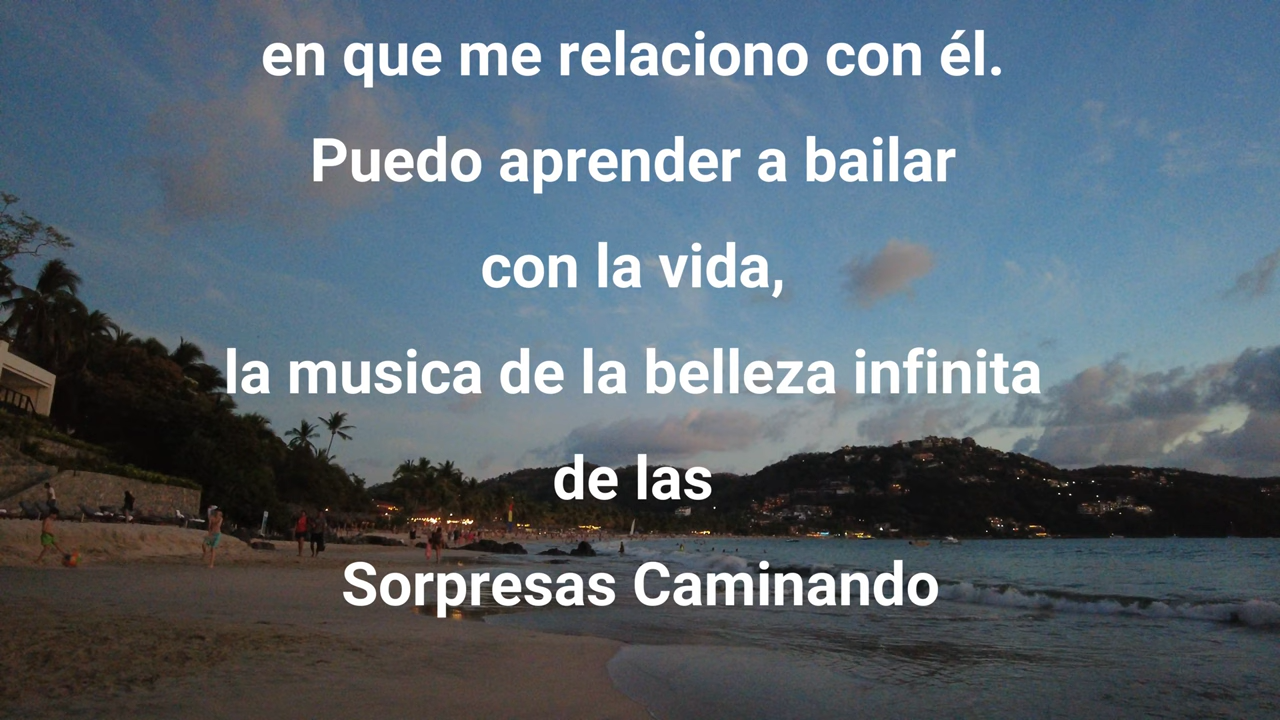 en que me relaciono con él.
Puedo aprender a bailar
con la vida,
la musica de la belleza infinita
de las
Sorpresas Caminando